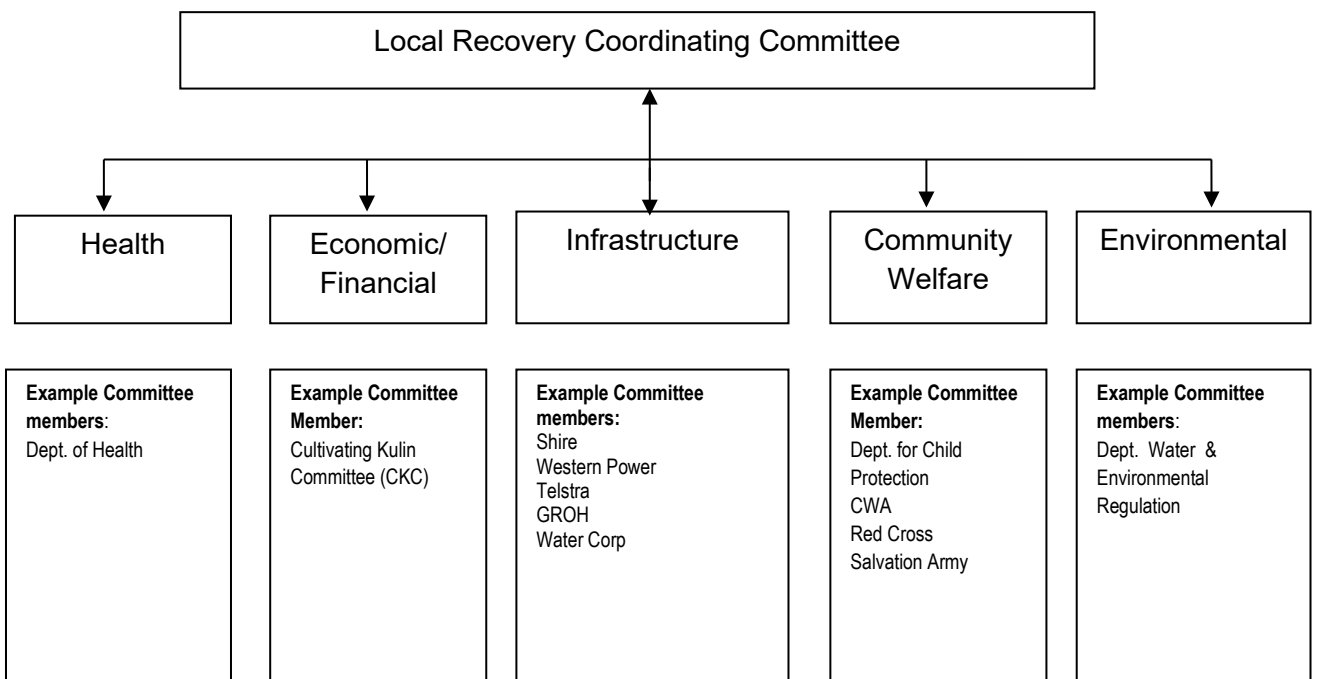 Local Recovery Coordinating Committee
Health
Economic/
Financial
Infrastructure
Community
Welfare
Environmental
Example Committee
members:
Dept. of Health
Example Committee
Member:
Cultivating Kulin
Committee (CKC)
Example Committee
members:
Shire
Western Power
Telstra
GROH
Water Corp
Example Committee
Member:
Dept. for Child
Protection
CWA
Red Cross
Salvation Army
Example Committee
members:
Dept. Water &
Environmental
Regulation